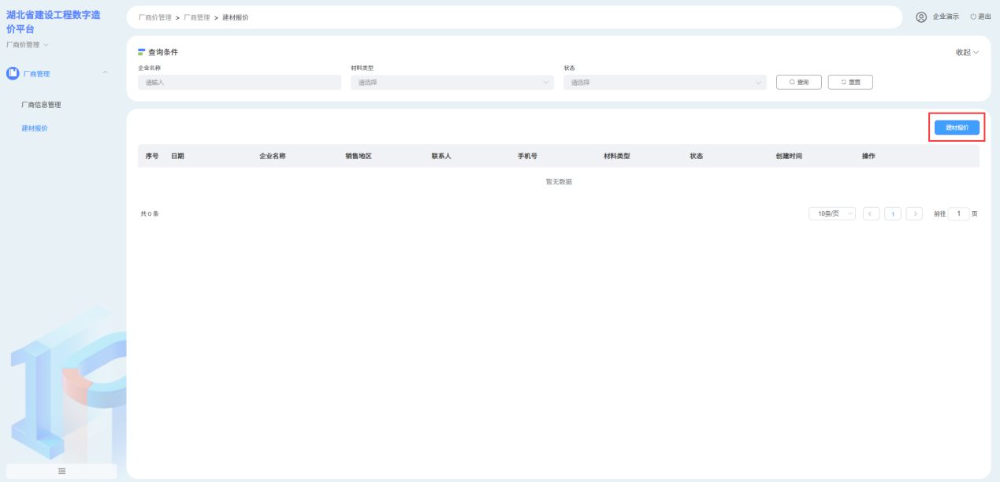 湖北省建设工程数字造
价平台
厂商价管理
厂商管理
厂商信息管理
建材报价
厂商价管理 > 厂商管理 > 建材报价
企业演示 退出
查询条件 收起
企业名称 材料类型 状态
请输入 请选择 请选择 查询 重置
建材报价
序号 日期 企业名称 销售地区 联系人 手机号 材料类型 状态 创建时间 操作
暂无数据
共 0 条 10条/页 1 前往 1 页